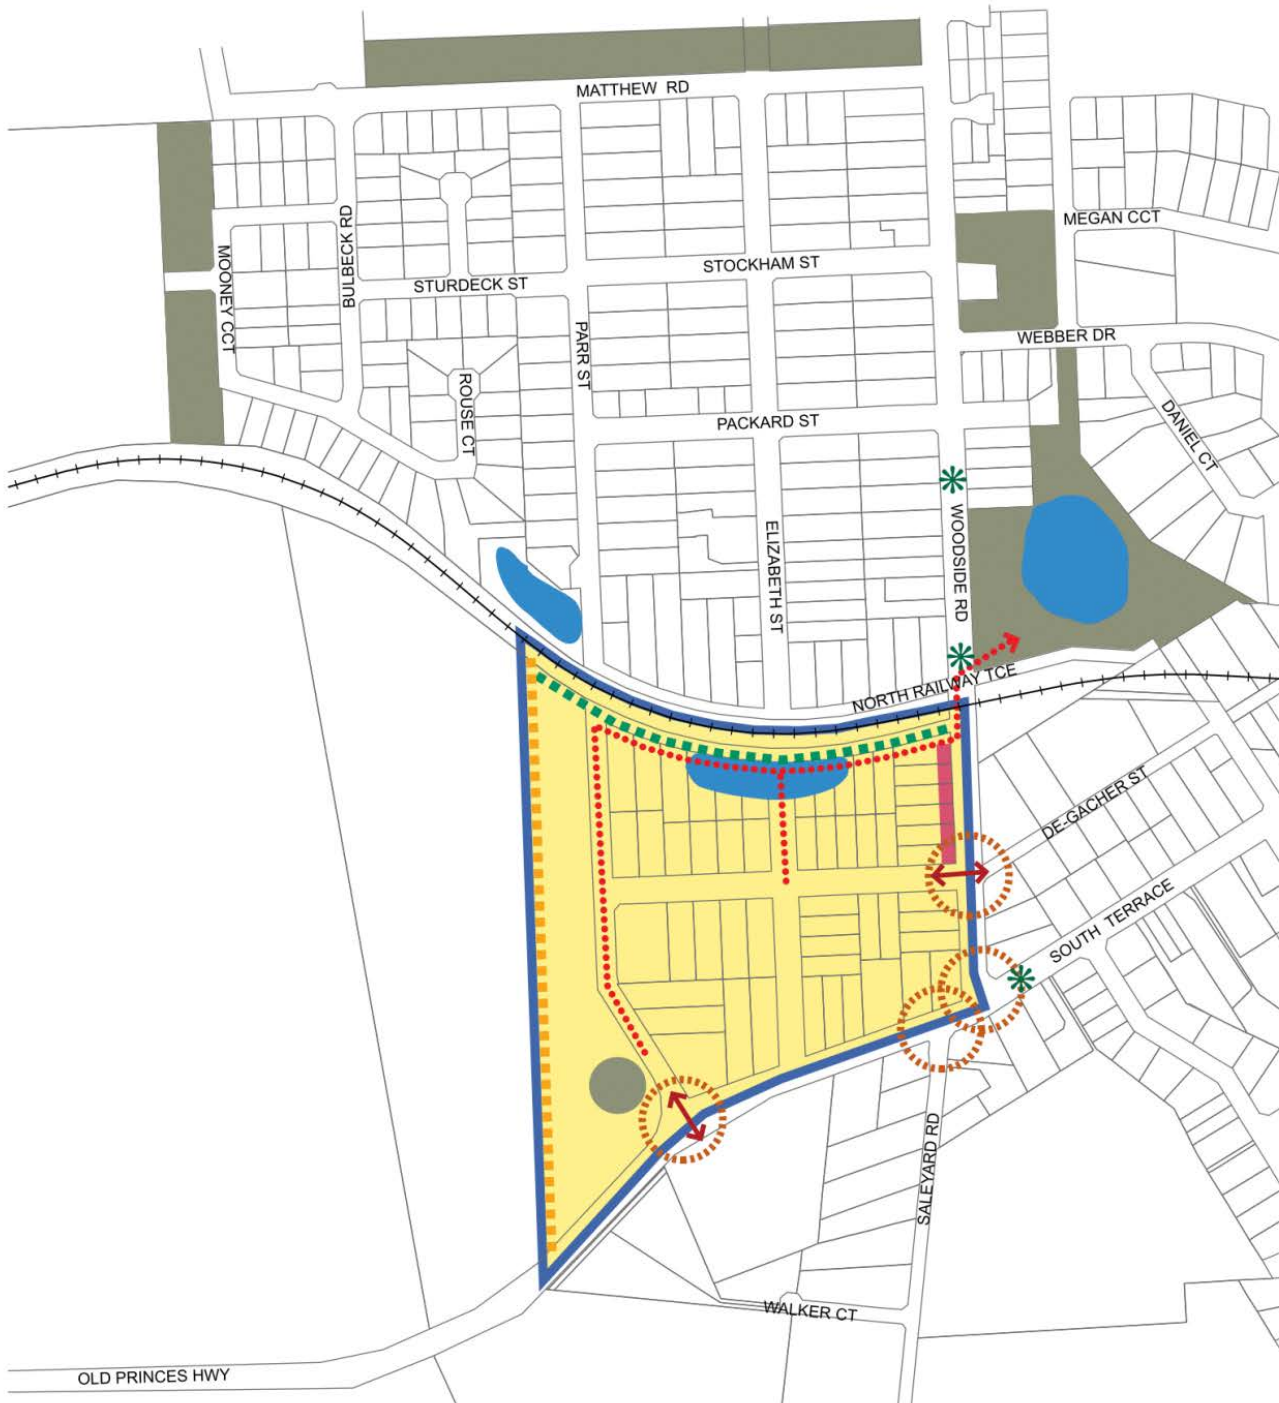 MATTHEW RD
MEGAN CCT
BULBECK RD
MOONEY CCT
STOCKHAM ST
STURDECK ST
WEBBER DR
PARR ST
ROUSE CT
PACKARD ST
DANIEL CT
ELIZABETH ST
WOODSIDE RD
NORTH RAILWAY TCE
DE-GACHER ST
SOUTH TERRACE
SALEYARD RD
WALKER CT
OLD PRINCES HWY